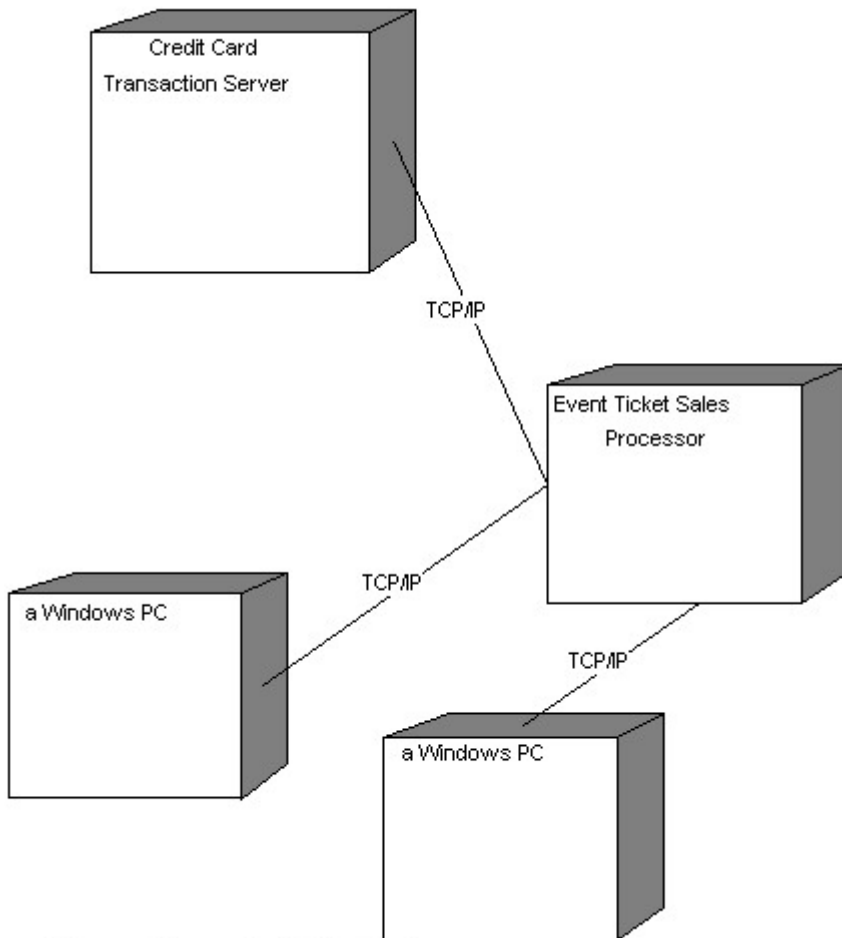 Credit Card
Transaction Server
TCP/IP
Event Ticket Sales
Processor
TCP/IP
a Windows PC
TCP/IP
a Windows PC